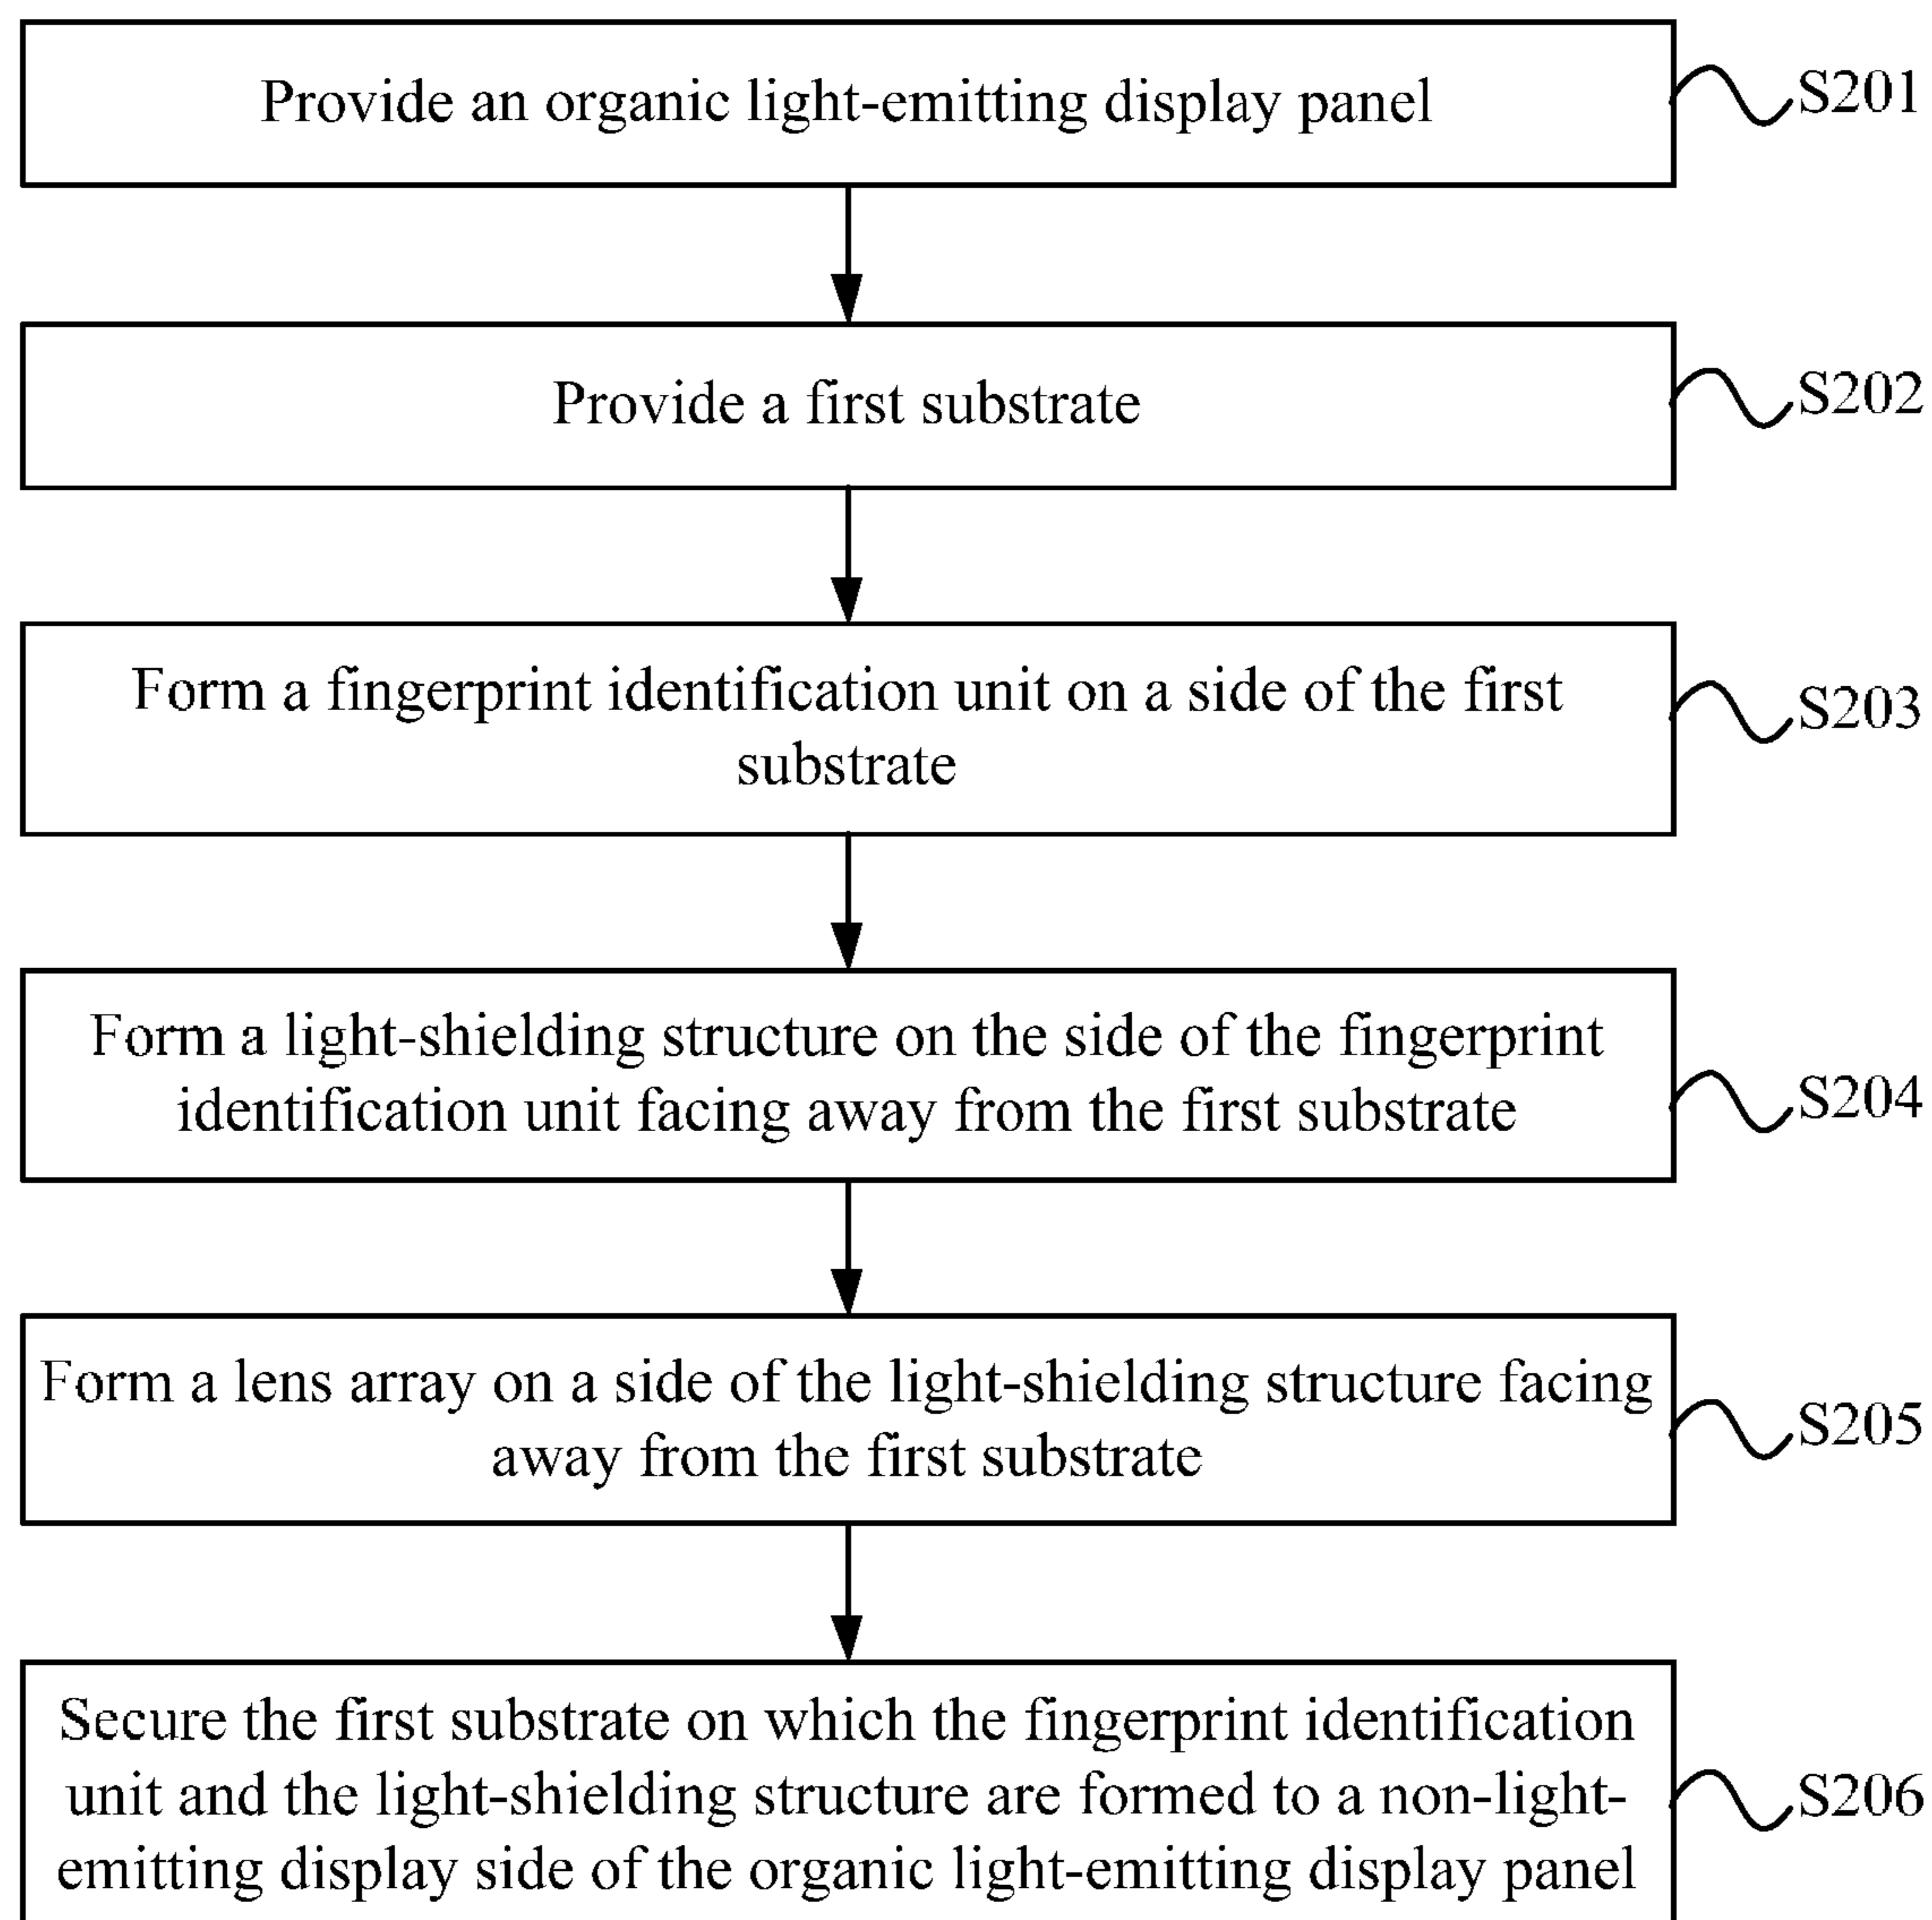 Provide an organic light-emitting display panel
S201
Provide a first substrate
S202
Form a fingerprint identification unit on a side of the first
substrate
S203
Form a light-shielding structure on the side of the fingerprint
identification unit facing away from the first substrate
S204
Form a lens array on a side of the light-shielding structure facing
away from the first substrate
S205
Secure the first substrate on which the fingerprint identification
unit and the light-shielding structure are formed to a non-light-
emitting display side of the organic light-emitting display panel
S206